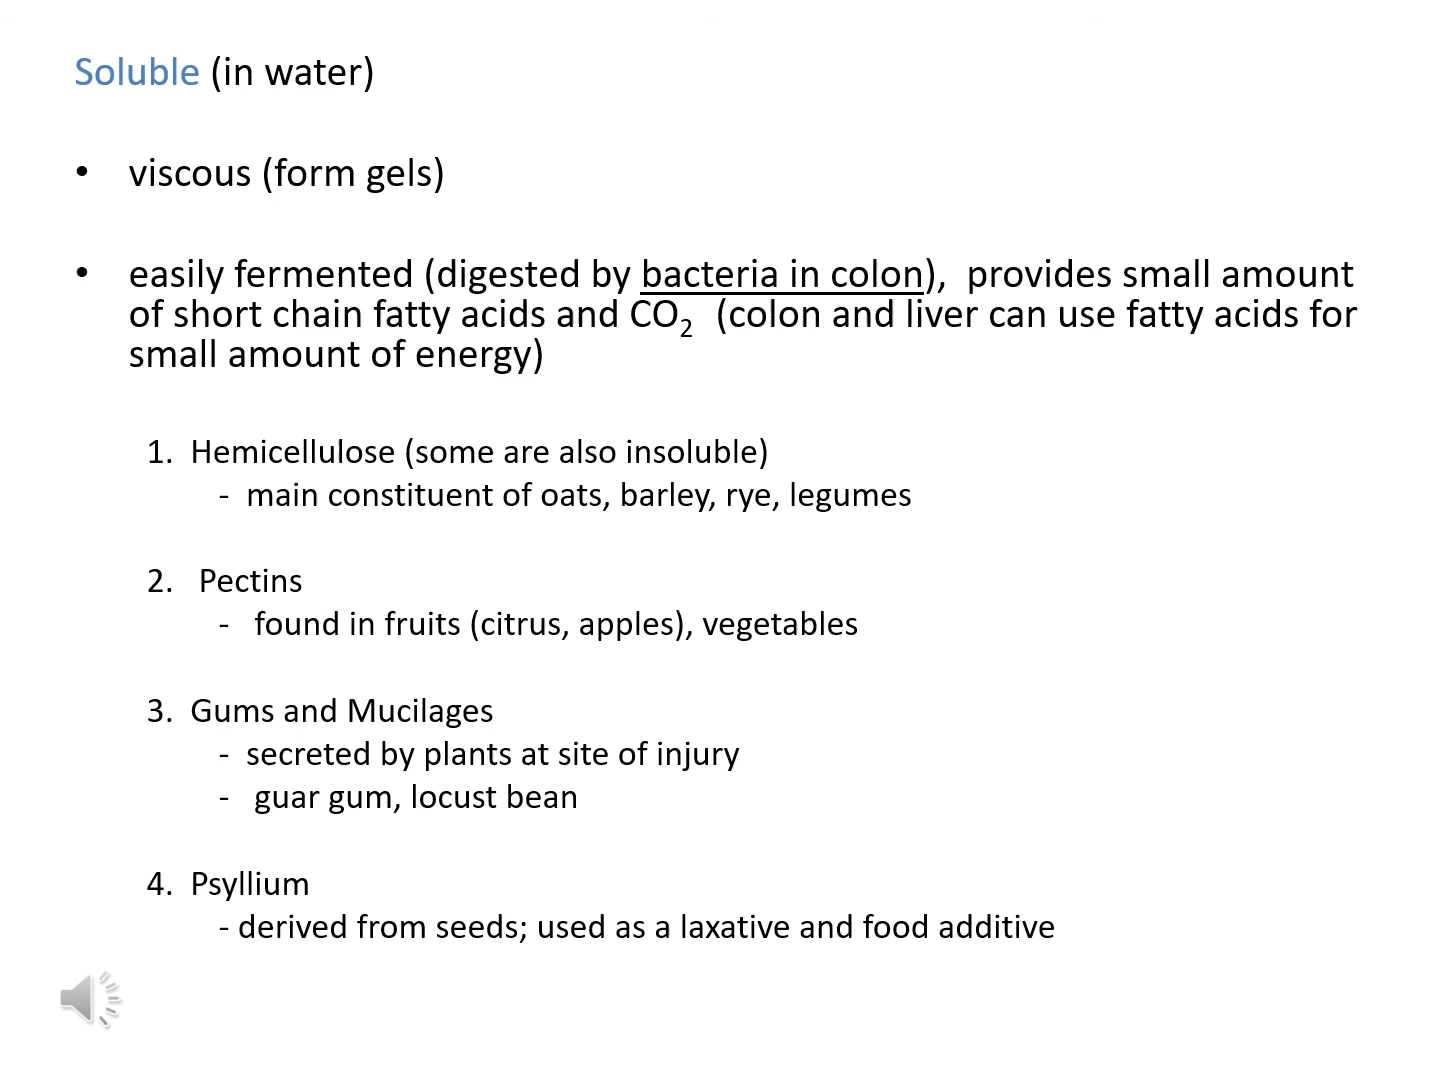 Soluble (in water)
• viscous (form gels)
• easily fermented (digested by bacteria in colon), provides small amount
of short chain fatty acids and CO₂ (colon and liver can use fatty acids for
small amount of energy)
1. Hemicellulose (some are also insoluble)
- main constituent of oats, barley, rye, legumes
2. Pectins
- found in fruits (citrus, apples), vegetables
3. Gums and Mucilages
- secreted by plants at site of injury
- guar gum, locust bean
4. Psyllium
- derived from seeds; used as a laxative and food additive